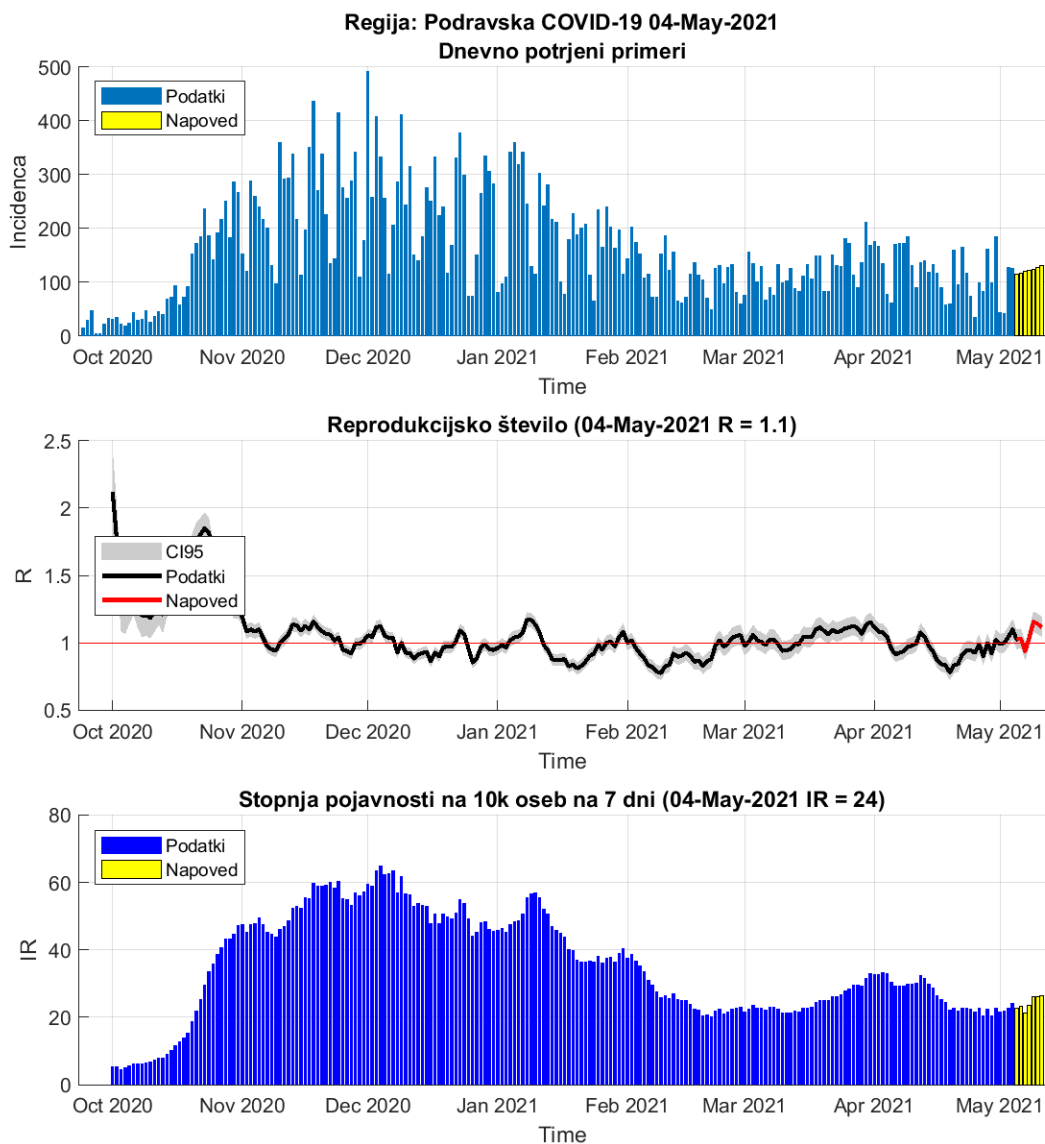 Regija: Podravska COVID-19 04-May-2021
Dnevno potrjeni primeri
500
400
300
200
100
0
Incidenca
Podatki
Napoved
Oct 2020 Nov 2020 Dec 2020 Jan 2021 Feb 2021 Mar 2021 Apr 2021 May 2021
Time
Reprodukcijsko število (04-May-2021 R = 1.1)
2.5
2
1.5
1
0.5
R
CI95
Podatki
Napoved
Oct 2020 Nov 2020 Dec 2020 Jan 2021 Feb 2021 Mar 2021 Apr 2021 May 2021
Time
Stopnja pojavnosti na 10k oseb na 7 dni (04-May-2021 IR = 24)
80
60
40
20
0
IR
Podatki
Napoved
Oct 2020 Nov 2020 Dec 2020 Jan 2021 Feb 2021 Mar 2021 Apr 2021 May 2021
Time